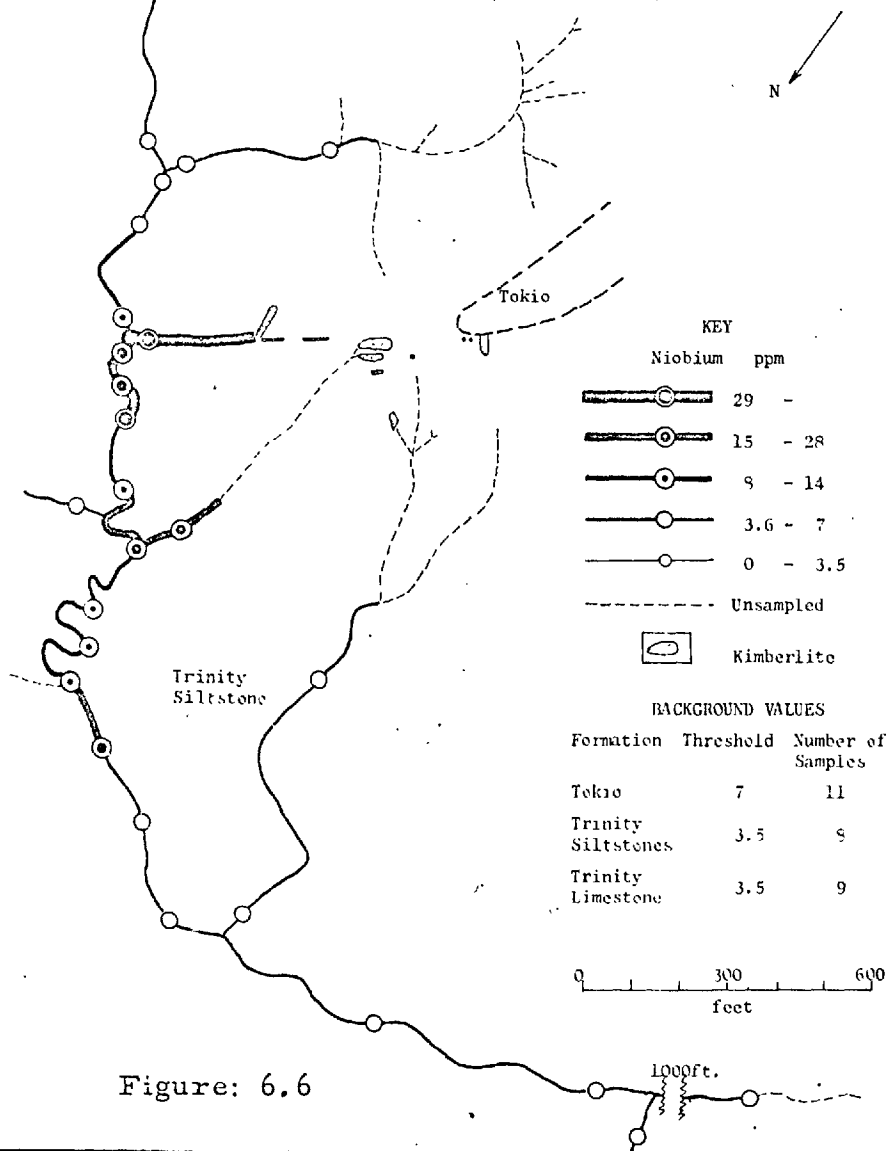 N
Tokio
KEY
Niobium ppm
29 -
15 - 28
8 - 14
3.6 - 7
0 - 3.5
Unsampled
Kimberlite
Trinity
Siltstone
BACKGROUND VALUES
Formation Threshold Number of
Samples
Tokio 7 11
Trinity
Siltstones 3.5 8
Trinity
Limestone 3.5 9
0 300 600
feet
1000ft.
Figure: 6.6